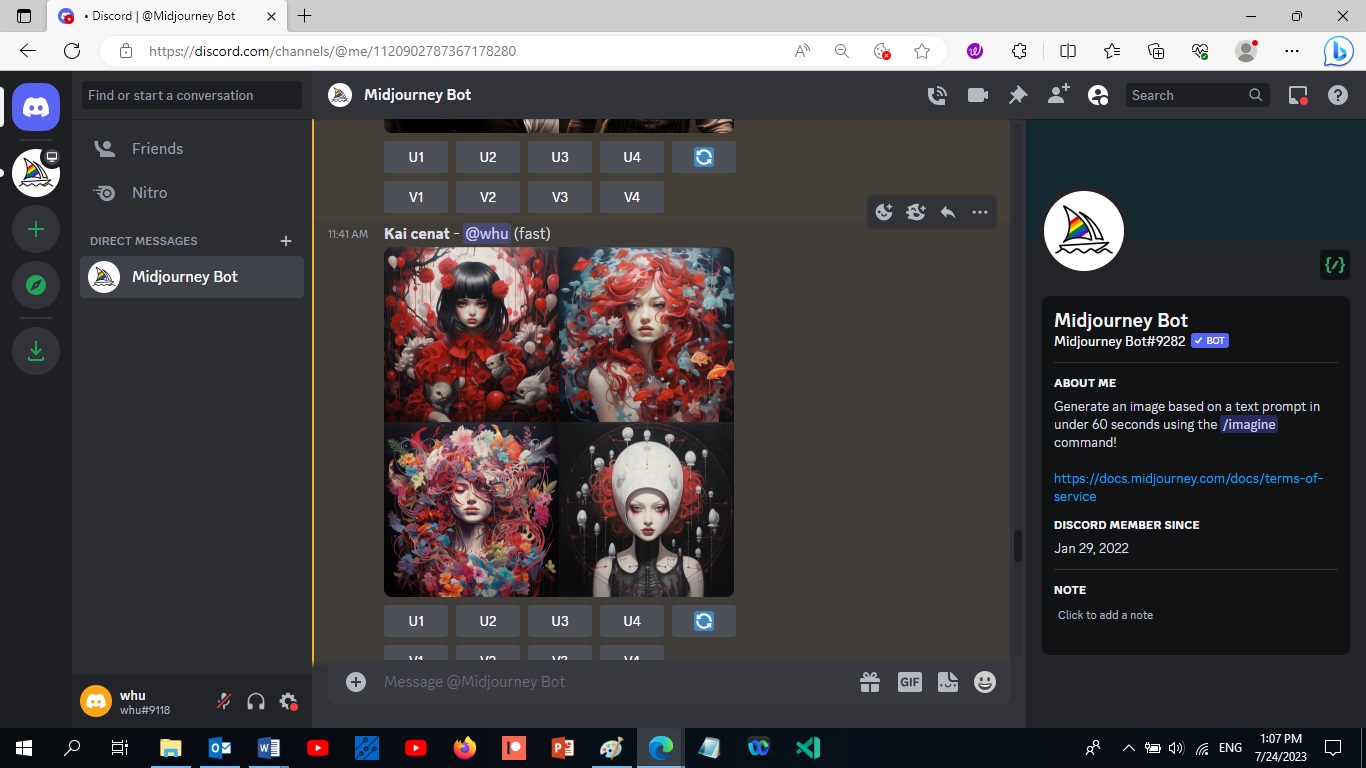 • Discord | @Midjourney Bot
https://discord.com/channels/@me/1120902787367178280
Find or start a conversation
Midjourney Bot
Search
Friends
Nitro
DIRECT MESSAGES
Midjourney Bot
whu
whu#9118
U1 U2 U3 U4
V1 V2 V3 V4
11:41 AM Kai cenat - @whu (fast)
U1 U2 U3 U4
V1 V2 V3 V4
Message @Midjourney Bot
GIF
Midjourney Bot
Midjourney Bot#9282 ✓ BOT
ABOUT ME
Generate an image based on a text prompt in
under 60 seconds using the /imagine
command!
https://docs.midjourney.com/docs/terms-of-
service
DISCORD MEMBER SINCE
Jan 29, 2022
NOTE
Click to add a note
ENG
1:07 PM
7/24/2023